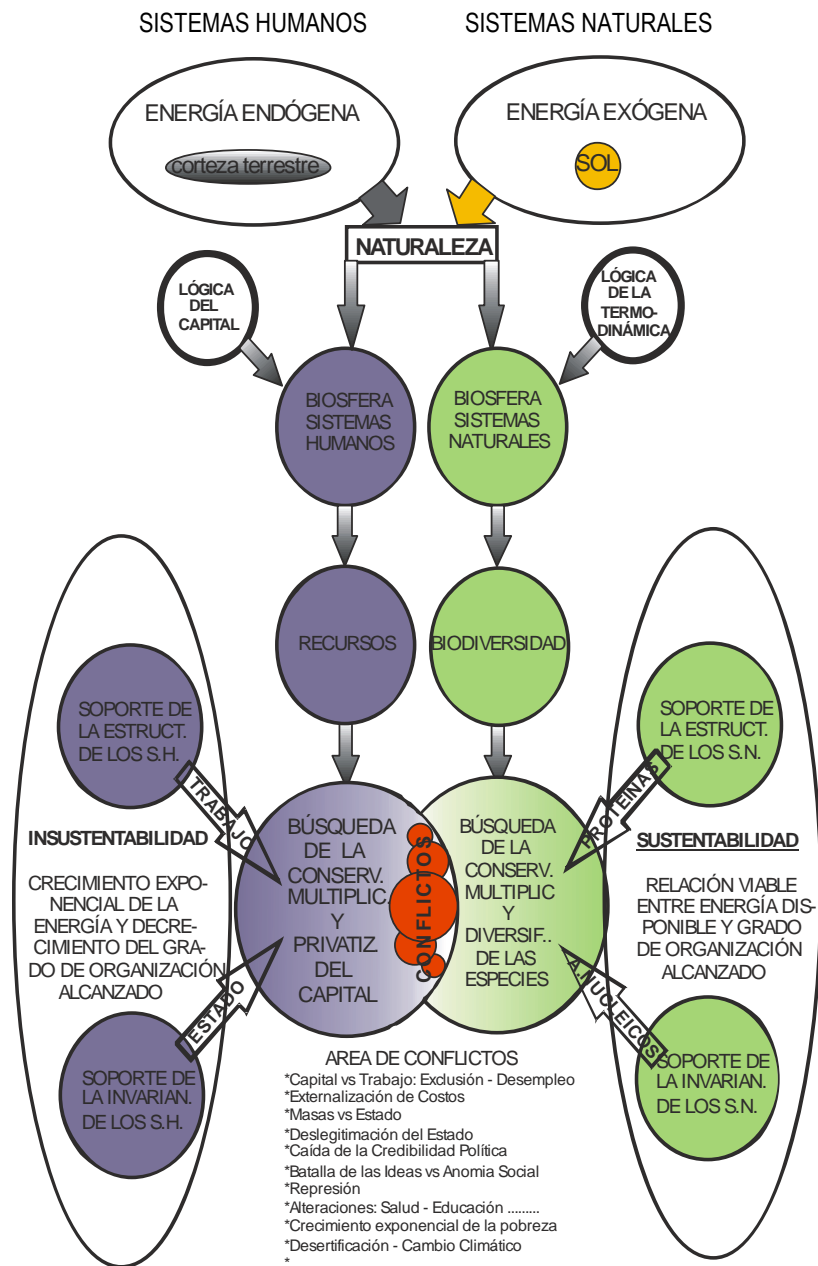 SISTEMAS HUMANOS
SISTEMAS NATURALES
ENERGÍA ENDÓGENA
corteza terrestre
ENERGÍA EXÓGENA
SOL
NATURALEZA
LÓGICA
DEL
CAPITAL
LÓGICA
DE LA
TERMO-
DINÁMICA
BIOSFERA
SISTEMAS
HUMANOS
BIOSFERA
SISTEMAS
NATURALES
RECURSOS
BIODIVERSIDAD
SOPORTE DE
LA ESTRUCT.
DE LOS S.H.
TRABAJO
INSUSTENTABILIDAD
CRECIMIENTO EXPO-
NENCIAL DE LA
ENERGÍA Y DECRE-
CIMIENTO DEL GRA-
DO DE ORGANIZACIÓN
ALCANZADO
ESTADO
SOPORTE DE
LA INVARIAN.
DE LOS S.H.
BÚSQUEDA
DE LA
CONSERV.
MULTIPLIC.
Y
PRIVATIZ.
DEL
CAPITAL
CONFLICTOS
BÚSQUEDA
DE LA
CONSERV.
MULTIPLIC
Y
DIVERSIF..
DE LAS
ESPECIES
SOPORTE DE
LA ESTRUCT.
DE LOS S.N.
PROTEINAS
SUSTENTABILIDAD
RELACIÓN VIABLE
ENTRE ENERGÍA DIS-
PONIBLE Y GRADO
DE ORGANIZACIÓN
ALCANZADO
A.NUCLEICOS
SOPORTE DE
LA INVARIAN.
DE LOS S.N.
AREA DE CONFLICTOS
*Capital vs Trabajo: Exclusión - Desempleo
*Externalización de Costos
*Masas vs Estado
*Deslegitimación del Estado
*Caída de la Credibilidad Política
*Batalla de las Ideas vs Anomia Social
*Represión
*Alteraciones: Salud - Educación .........
*Crecimiento exponencial de la pobreza
*Desertificación - Cambio Climático
*